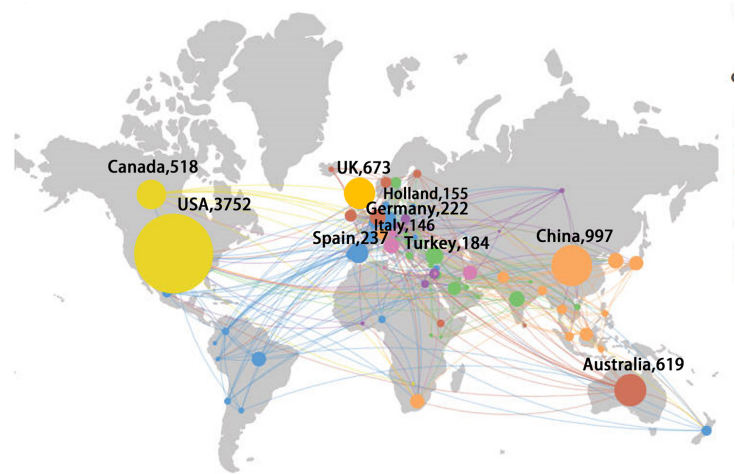 Canada,518
UK,673
USA,3752
Holland,155
Germany,222
Italy,146
Spain,237
Turkey,184
China,997
Australia,619